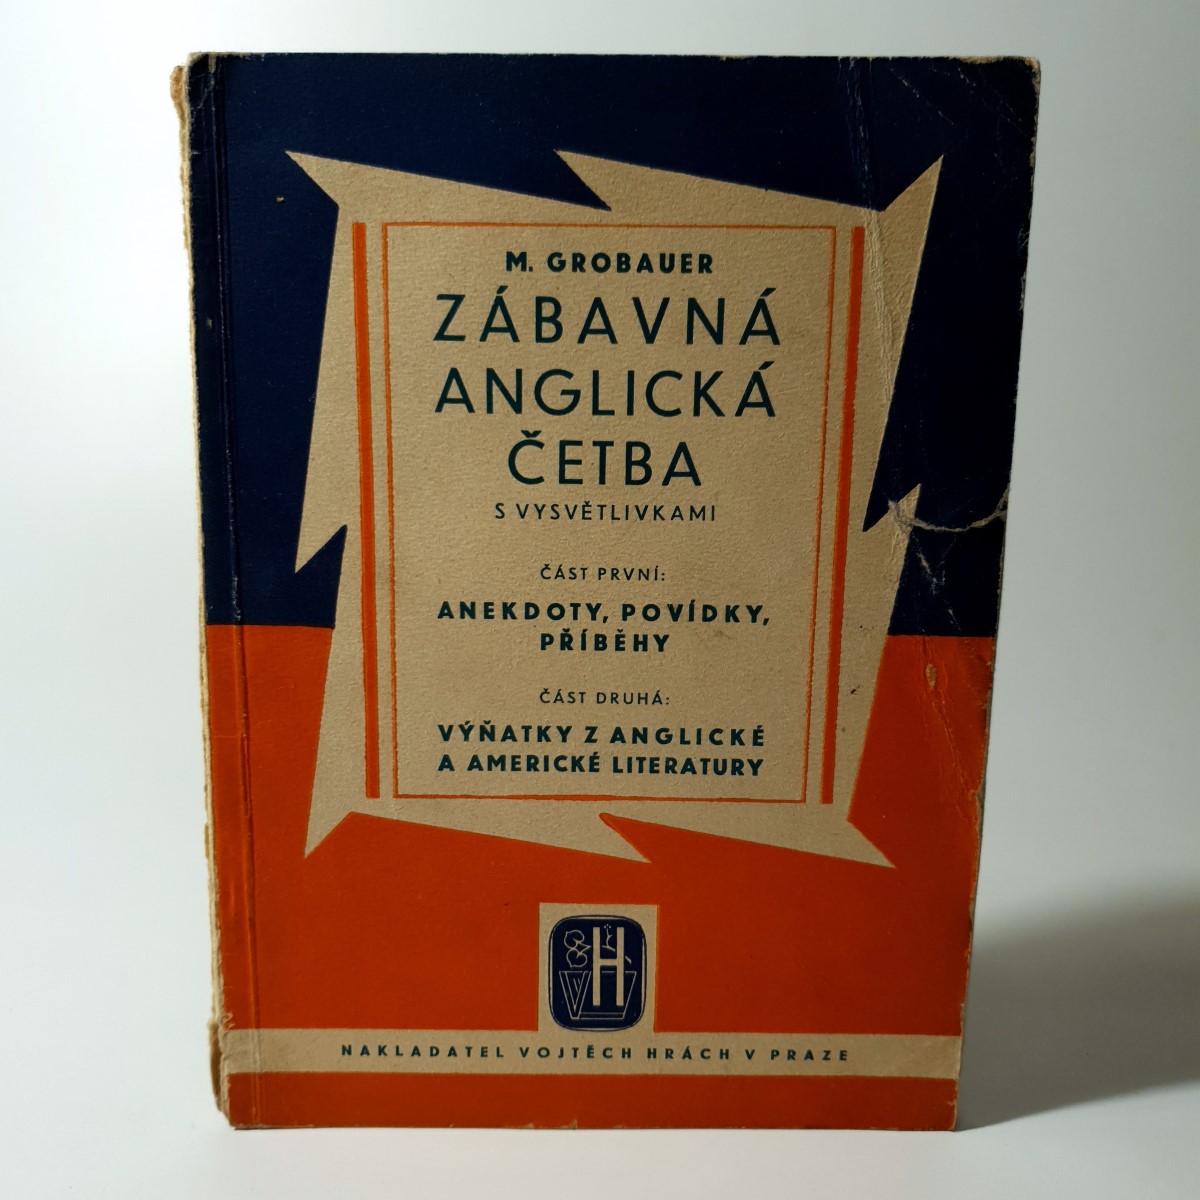 M. GROBAUER
ZÁBAVNÁ
ANGLICKÁ
ČETBA
S VYSVĚTLIVKAMI
ČÁST PRVNÍ:
ANEKDOTY, POVÍDKY,
PŘÍBĚHY
ČÁST DRUHÁ:
VÝŇATKY Z ANGLICKÉ
A AMERICKÉ LITERATURY
VH
NAKLADATEL VOJTĚCH HRÁCH V PRAZE